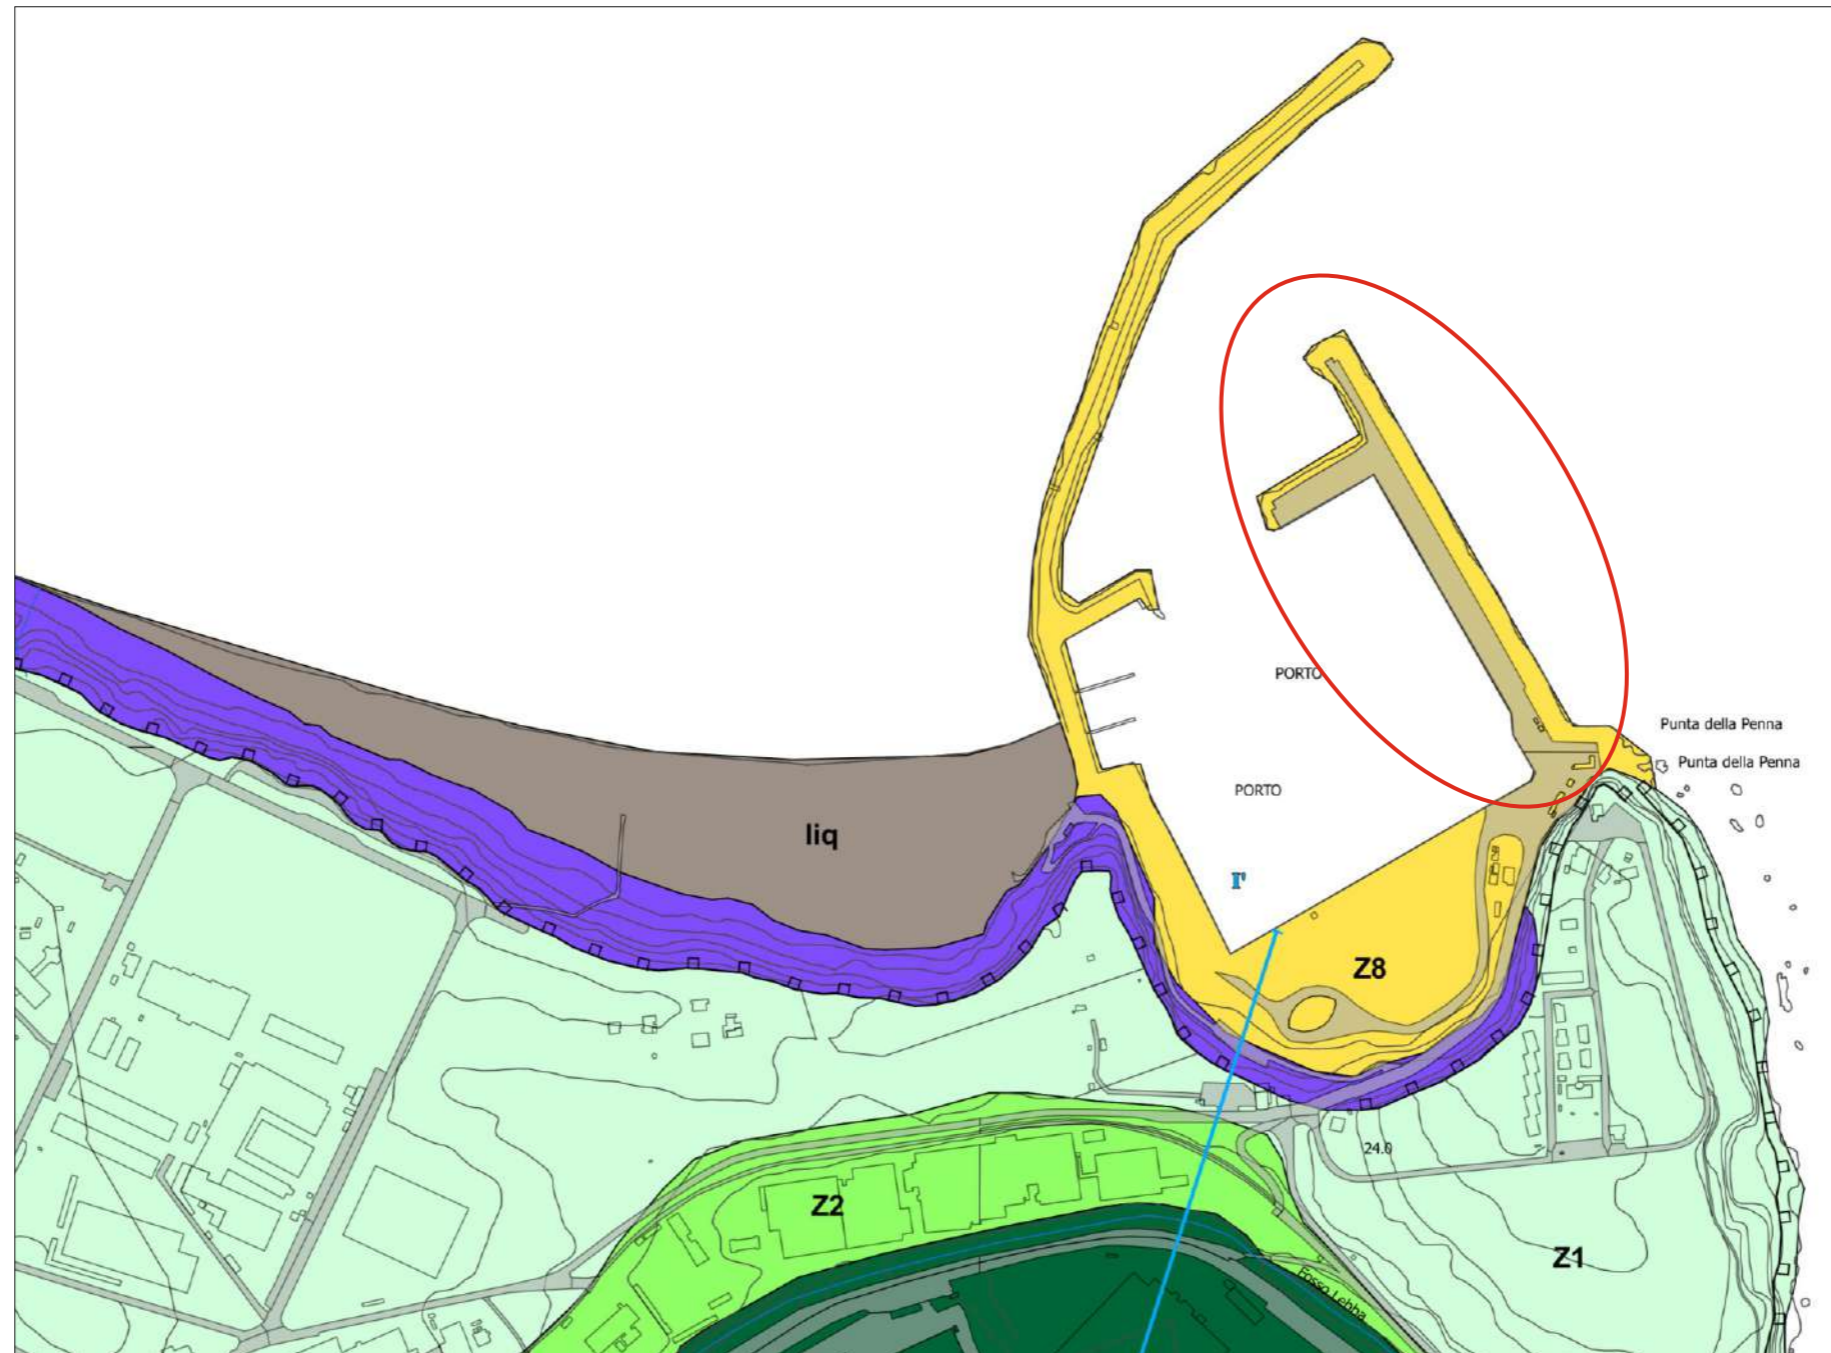 PORTO
Punta della Penna
Punta della Penna
PORTO
liq
I'
Z8
24.0
Z2
Z1
Fosso Lebba